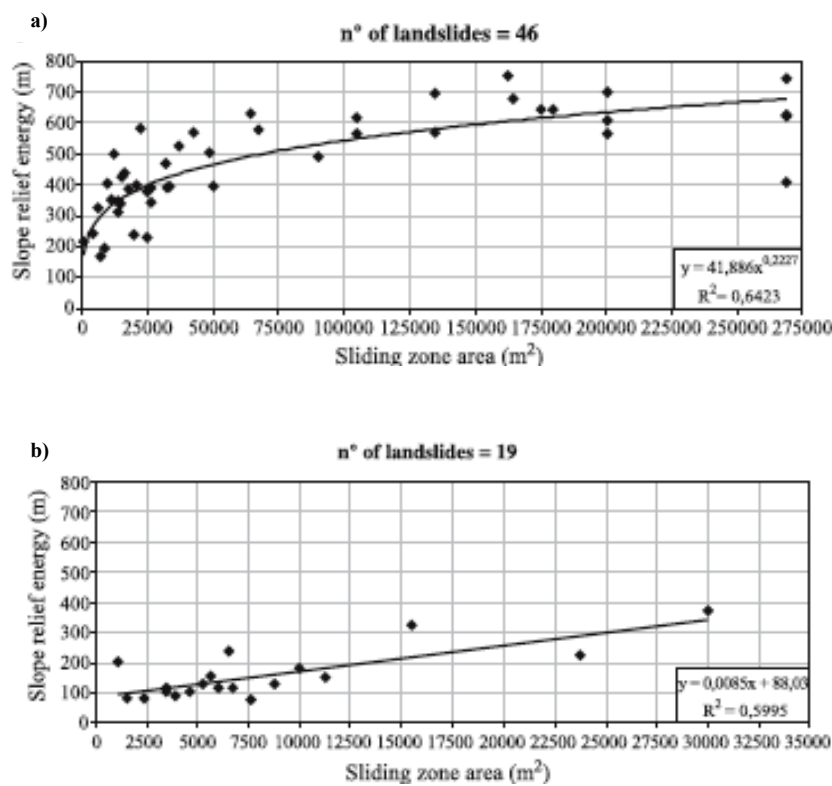 a)
n° of landslides = 46
Slope relief energy (m)
800
700
600
500
400
300
200
100
0
y = 41,886x^0,2227
R² = 0,6423
0 25000 50000 75000 100000 125000 150000 175000 200000 225000 250000 275000
Sliding zone area (m²)
b)
n° of landslides = 19
Slope relief energy (m)
800
700
600
500
400
300
200
100
0
y = 0,0085x + 88,03
R² = 0,5995
0 2500 5000 7500 10000 12500 15000 17500 20000 22500 25000 27500 30000 32500 35000
Sliding zone area (m²)